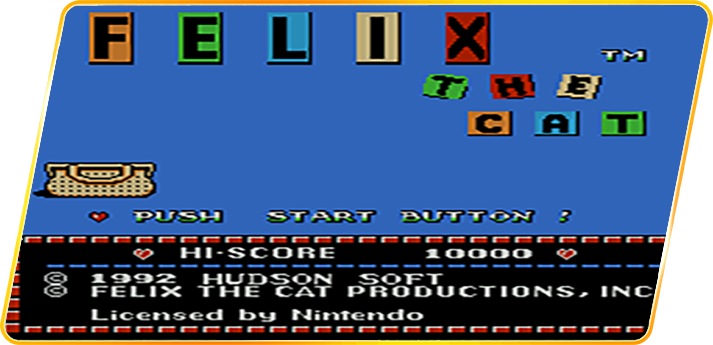 FELIX
TM
THE
CAT
PUSH START BUTTON !
HI-SCORE 10000
© 1992 HUDSON SOFT
© FELIX THE CAT PRODUCTIONS, INC
Licensed by Nintendo